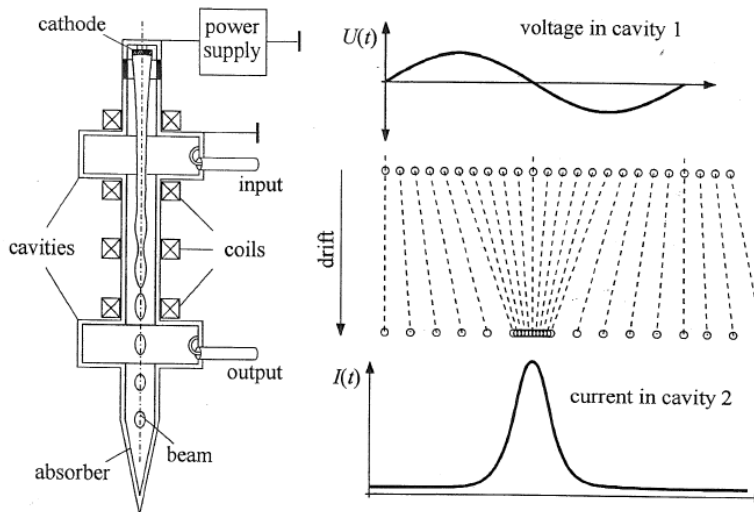 cathode
power
supply
input
cavities
coils
output
beam
absorber
U(t)
voltage in cavity 1
drift
I(t)
current in cavity 2